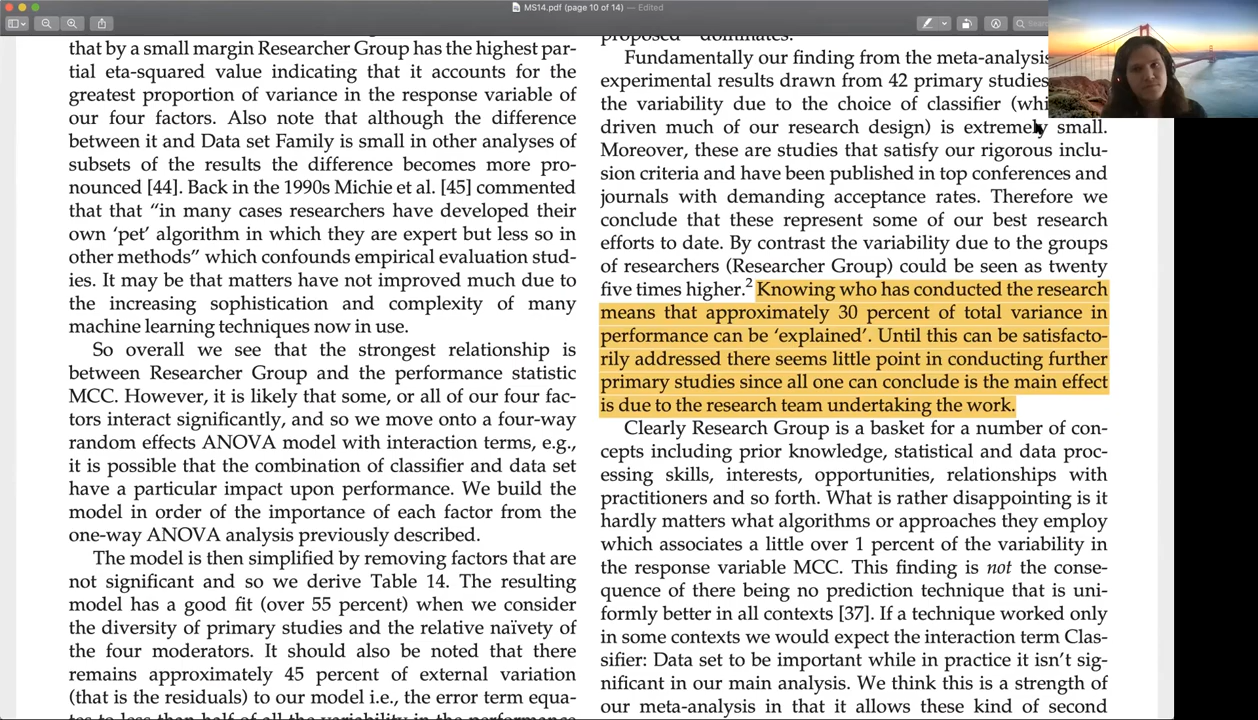 MS14.pdf (page 10 of 14) — Edited
that by a small margin Researcher Group has the highest par-
tial eta-squared value indicating that it accounts for the
greatest proportion of variance in the response variable of
our four factors. Also note that although the difference
between it and Data set Family is small in other analyses of
subsets of the results the difference becomes more pro-
nounced [44]. Back in the 1990s Michie et al. [45] commented
that that “in many cases researchers have developed their
own ‘pet’ algorithm in which they are expert but less so in
other methods” which confounds empirical evaluation stud-
ies. It may be that matters have not improved much due to
the increasing sophistication and complexity of many
machine learning techniques now in use.
So overall we see that the strongest relationship is
between Researcher Group and the performance statistic
MCC. However, it is likely that some, or all of our four fac-
tors interact significantly, and so we move onto a four-way
random effects ANOVA model with interaction terms, e.g.,
it is possible that the combination of classifier and data set
have a particular impact upon performance. We build the
model in order of the importance of each factor from the
one-way ANOVA analysis previously described.
The model is then simplified by removing factors that are
not significant and so we derive Table 14. The resulting
model has a good fit (over 55 percent) when we consider
the diversity of primary studies and the relative naïvety of
the four moderators. It should also be noted that there
remains approximately 45 percent of external variation
(that is the residuals) to our model i.e., the error term equa-
tes to less than half of all the variability in the performance
proposed dominates.
Fundamentally our finding from the meta-analysis
experimental results drawn from 42 primary studies
the variability due to the choice of classifier (whi
driven much of our research design) is extremely small.
Moreover, these are studies that satisfy our rigorous inclu-
sion criteria and have been published in top conferences and
journals with demanding acceptance rates. Therefore we
conclude that these represent some of our best research
efforts to date. By contrast the variability due to the groups
of researchers (Researcher Group) could be seen as twenty
five times higher.² Knowing who has conducted the research
means that approximately 30 percent of total variance in
performance can be ‘explained’. Until this can be satisfacto-
rily addressed there seems little point in conducting further
primary studies since all one can conclude is the main effect
is due to the research team undertaking the work.
Clearly Research Group is a basket for a number of con-
cepts including prior knowledge, statistical and data proc-
essing skills, interests, opportunities, relationships with
practitioners and so forth. What is rather disappointing is it
hardly matters what algorithms or approaches they employ
which associates a little over 1 percent of the variability in
the response variable MCC. This finding is not the conse-
quence of there being no prediction technique that is uni-
formly better in all contexts [37]. If a technique worked only
in some contexts we would expect the interaction term Clas-
sifier: Data set to be important while in practice it isn’t sig-
nificant in our main analysis. We think this is a strength of
our meta-analysis in that it allows these kind of second